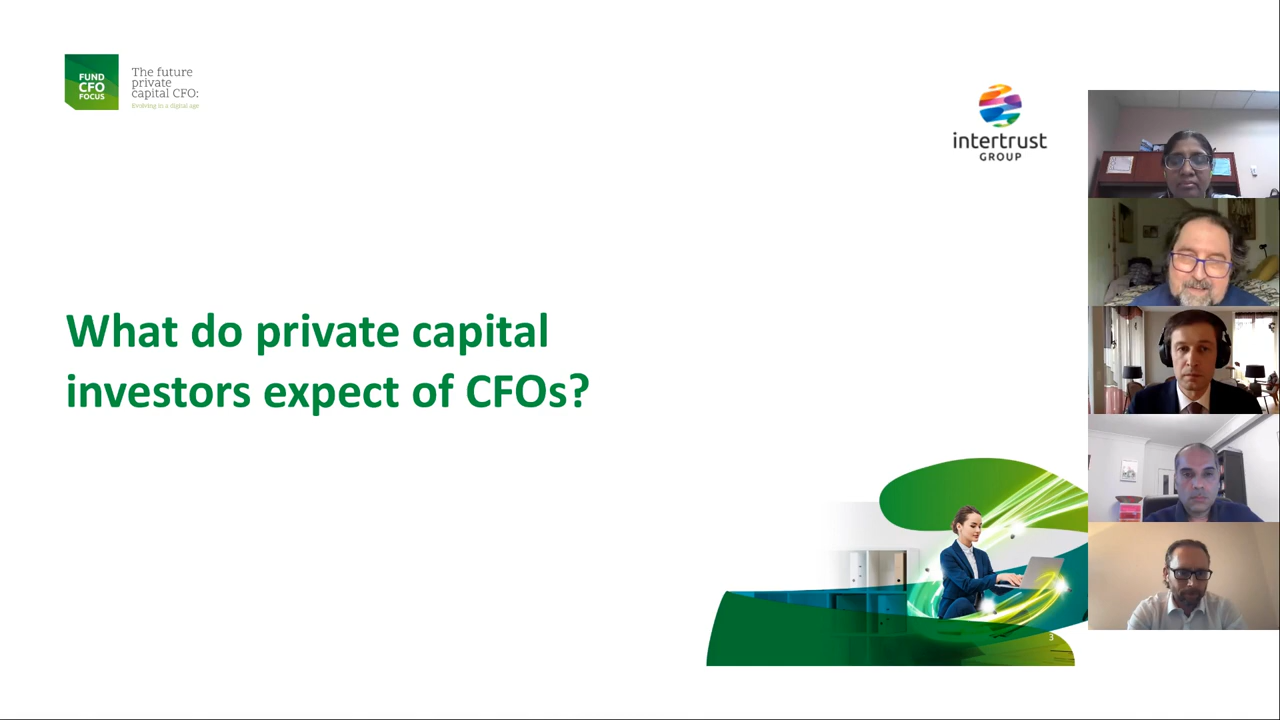 FUND
CFO
FOCUS
The future
private
capital CFO:
Evolving in a digital age
intertrust
GROUP
What do private capital
investors expect of CFOs?
3